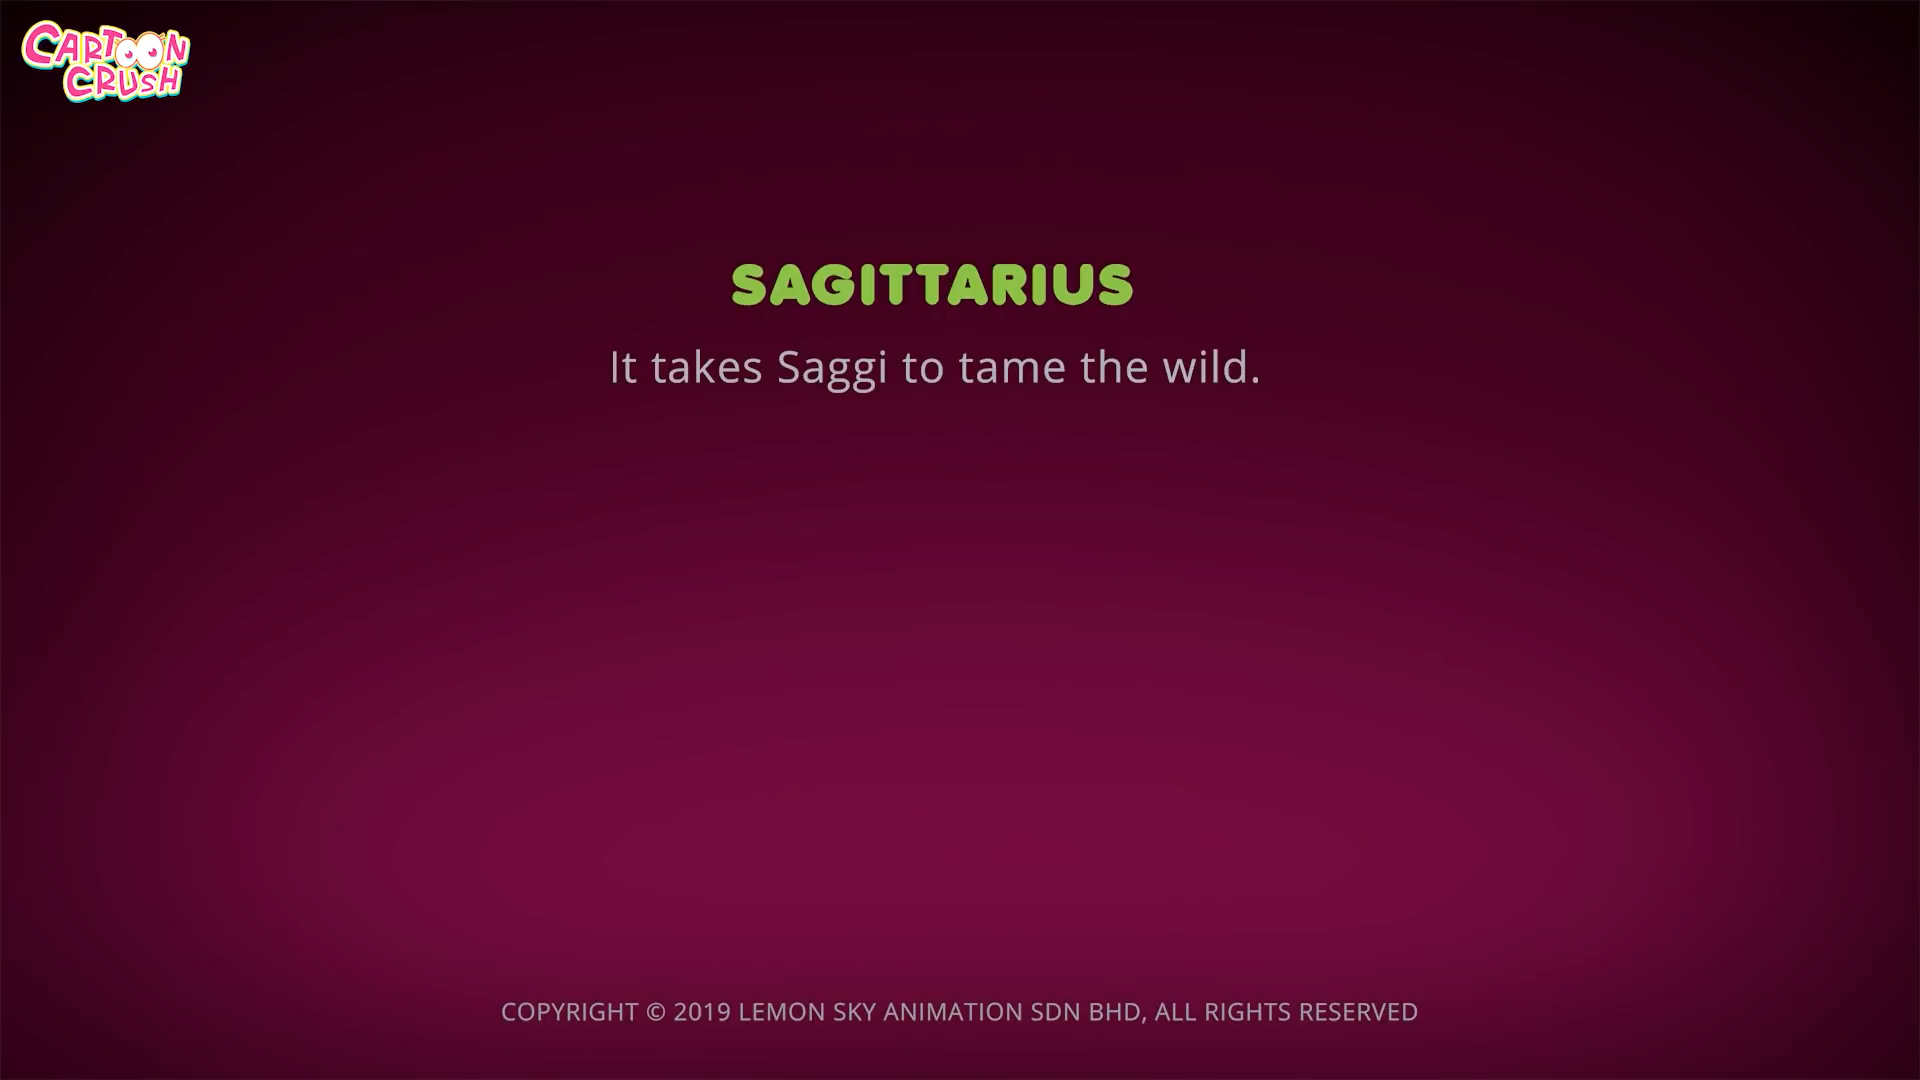 CARTOON
CRUSH
SAGITTARIUS
It takes Saggi to tame the wild.
COPYRIGHT © 2019 LEMON SKY ANIMATION SDN BHD, ALL RIGHTS RESERVED